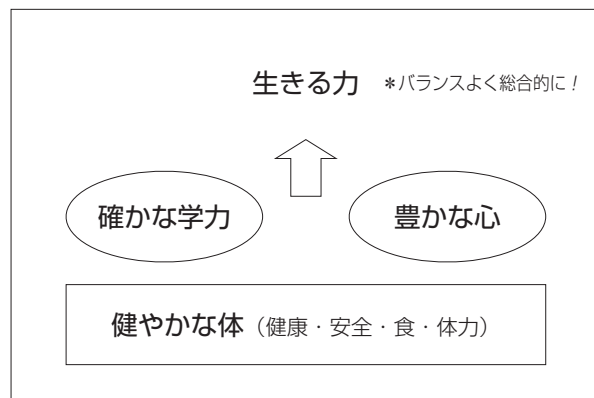 生きる力 ＊バランスよく総合的に！
確かな学力
豊かな心
健やかな体（健康・安全・食・体力）